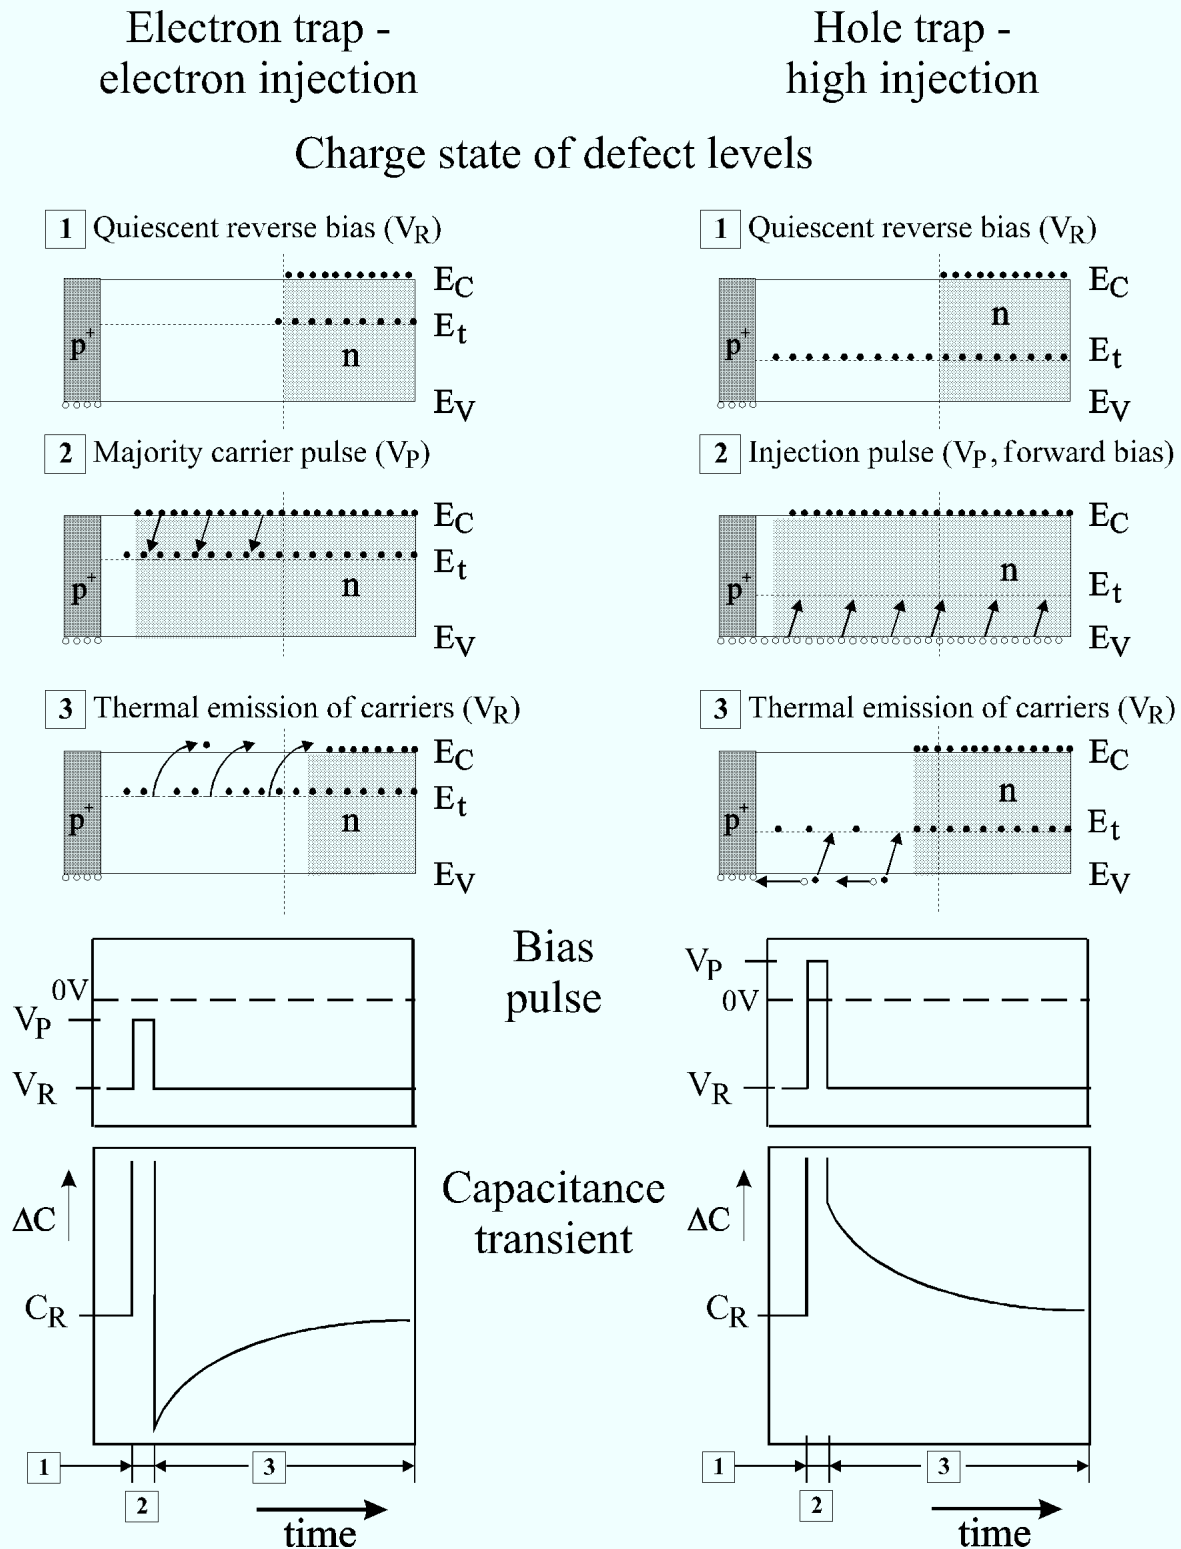 Electron trap -
electron injection
Hole trap -
high injection
Charge state of defect levels
1 Quiescent reverse bias (VR)
p+
n
EC
Et
EV
1 Quiescent reverse bias (VR)
p+
n
EC
Et
EV
2 Majority carrier pulse (VP)
p+
n
EC
Et
EV
2 Injection pulse (VP, forward bias)
p+
n
EC
Et
EV
3 Thermal emission of carriers (VR)
p+
n
EC
Et
EV
3 Thermal emission of carriers (VR)
p+
n
EC
Et
EV
Bias
pulse
0V
VP
VR
VP
0V
VR
Capacitance
transient
ΔC
CR
ΔC
CR
1
2
3
time
1
2
3
time